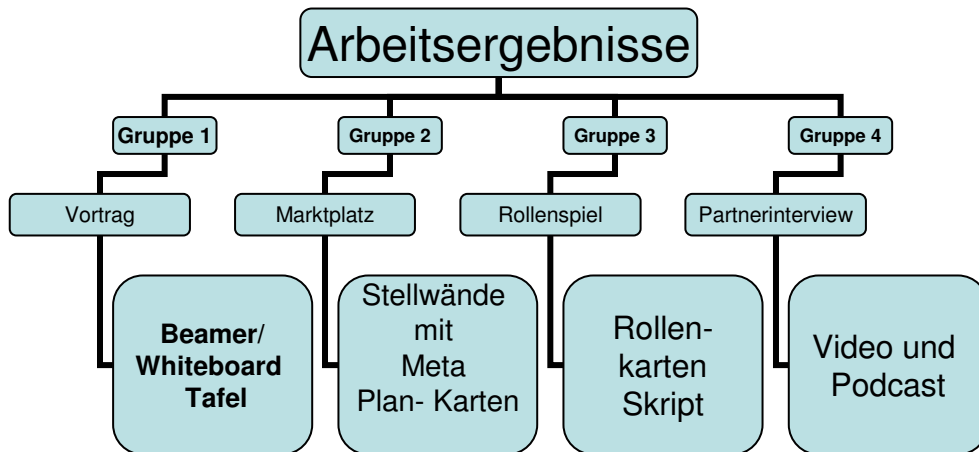 Arbeitsergebnisse
Gruppe 1
Gruppe 2
Gruppe 3
Gruppe 4
Vortrag
Marktplatz
Rollenspiel
Partnerinterview
Beamer/
Whiteboard
Tafel
Stellwände
mit
Meta
Plan- Karten
Rollen-
karten
Skript
Video und
Podcast